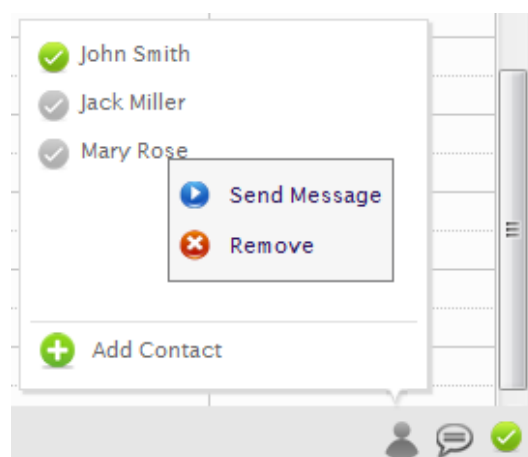 John Smith
Jack Miller
Mary Rose
Send Message
Remove
Add Contact